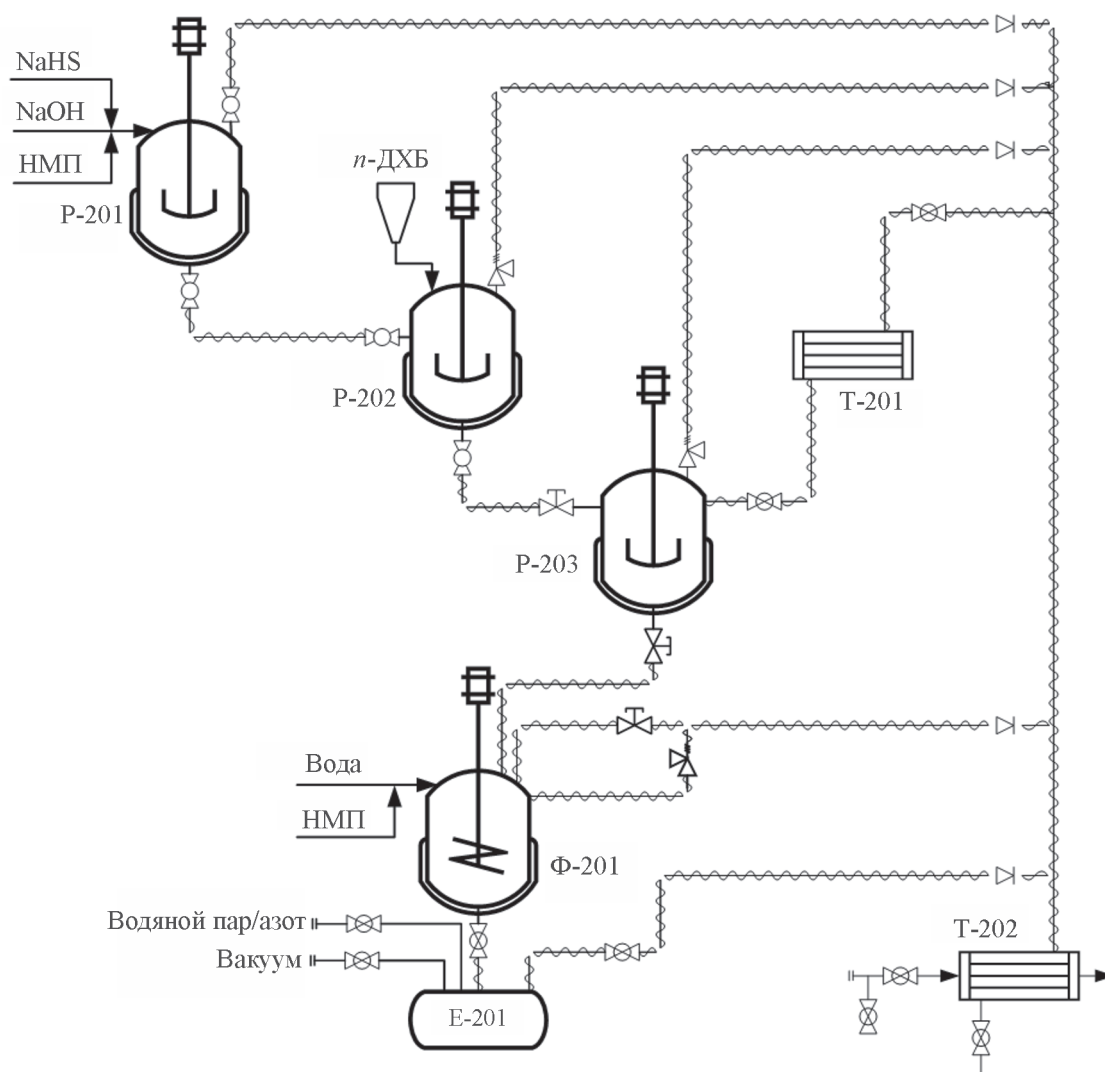 NaHS
NaOH
НМП
Р-201
п-ДХБ
Р-202
Т-201
Р-203
Вода
НМП
Ф-201
Водяной пар/азот
Вакуум
Т-202
Е-201